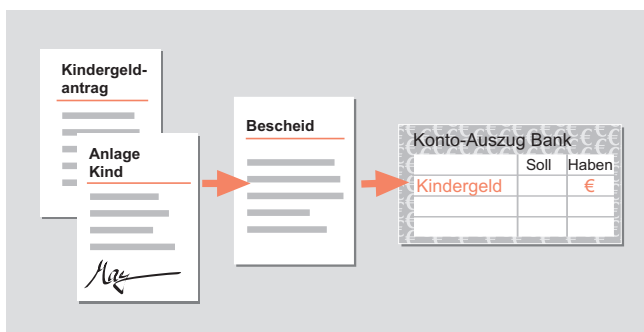 Kindergeld-
antrag
Anlage
Kind
Bescheid
Konto-Auszug Bank
Soll Haben
Kindergeld €